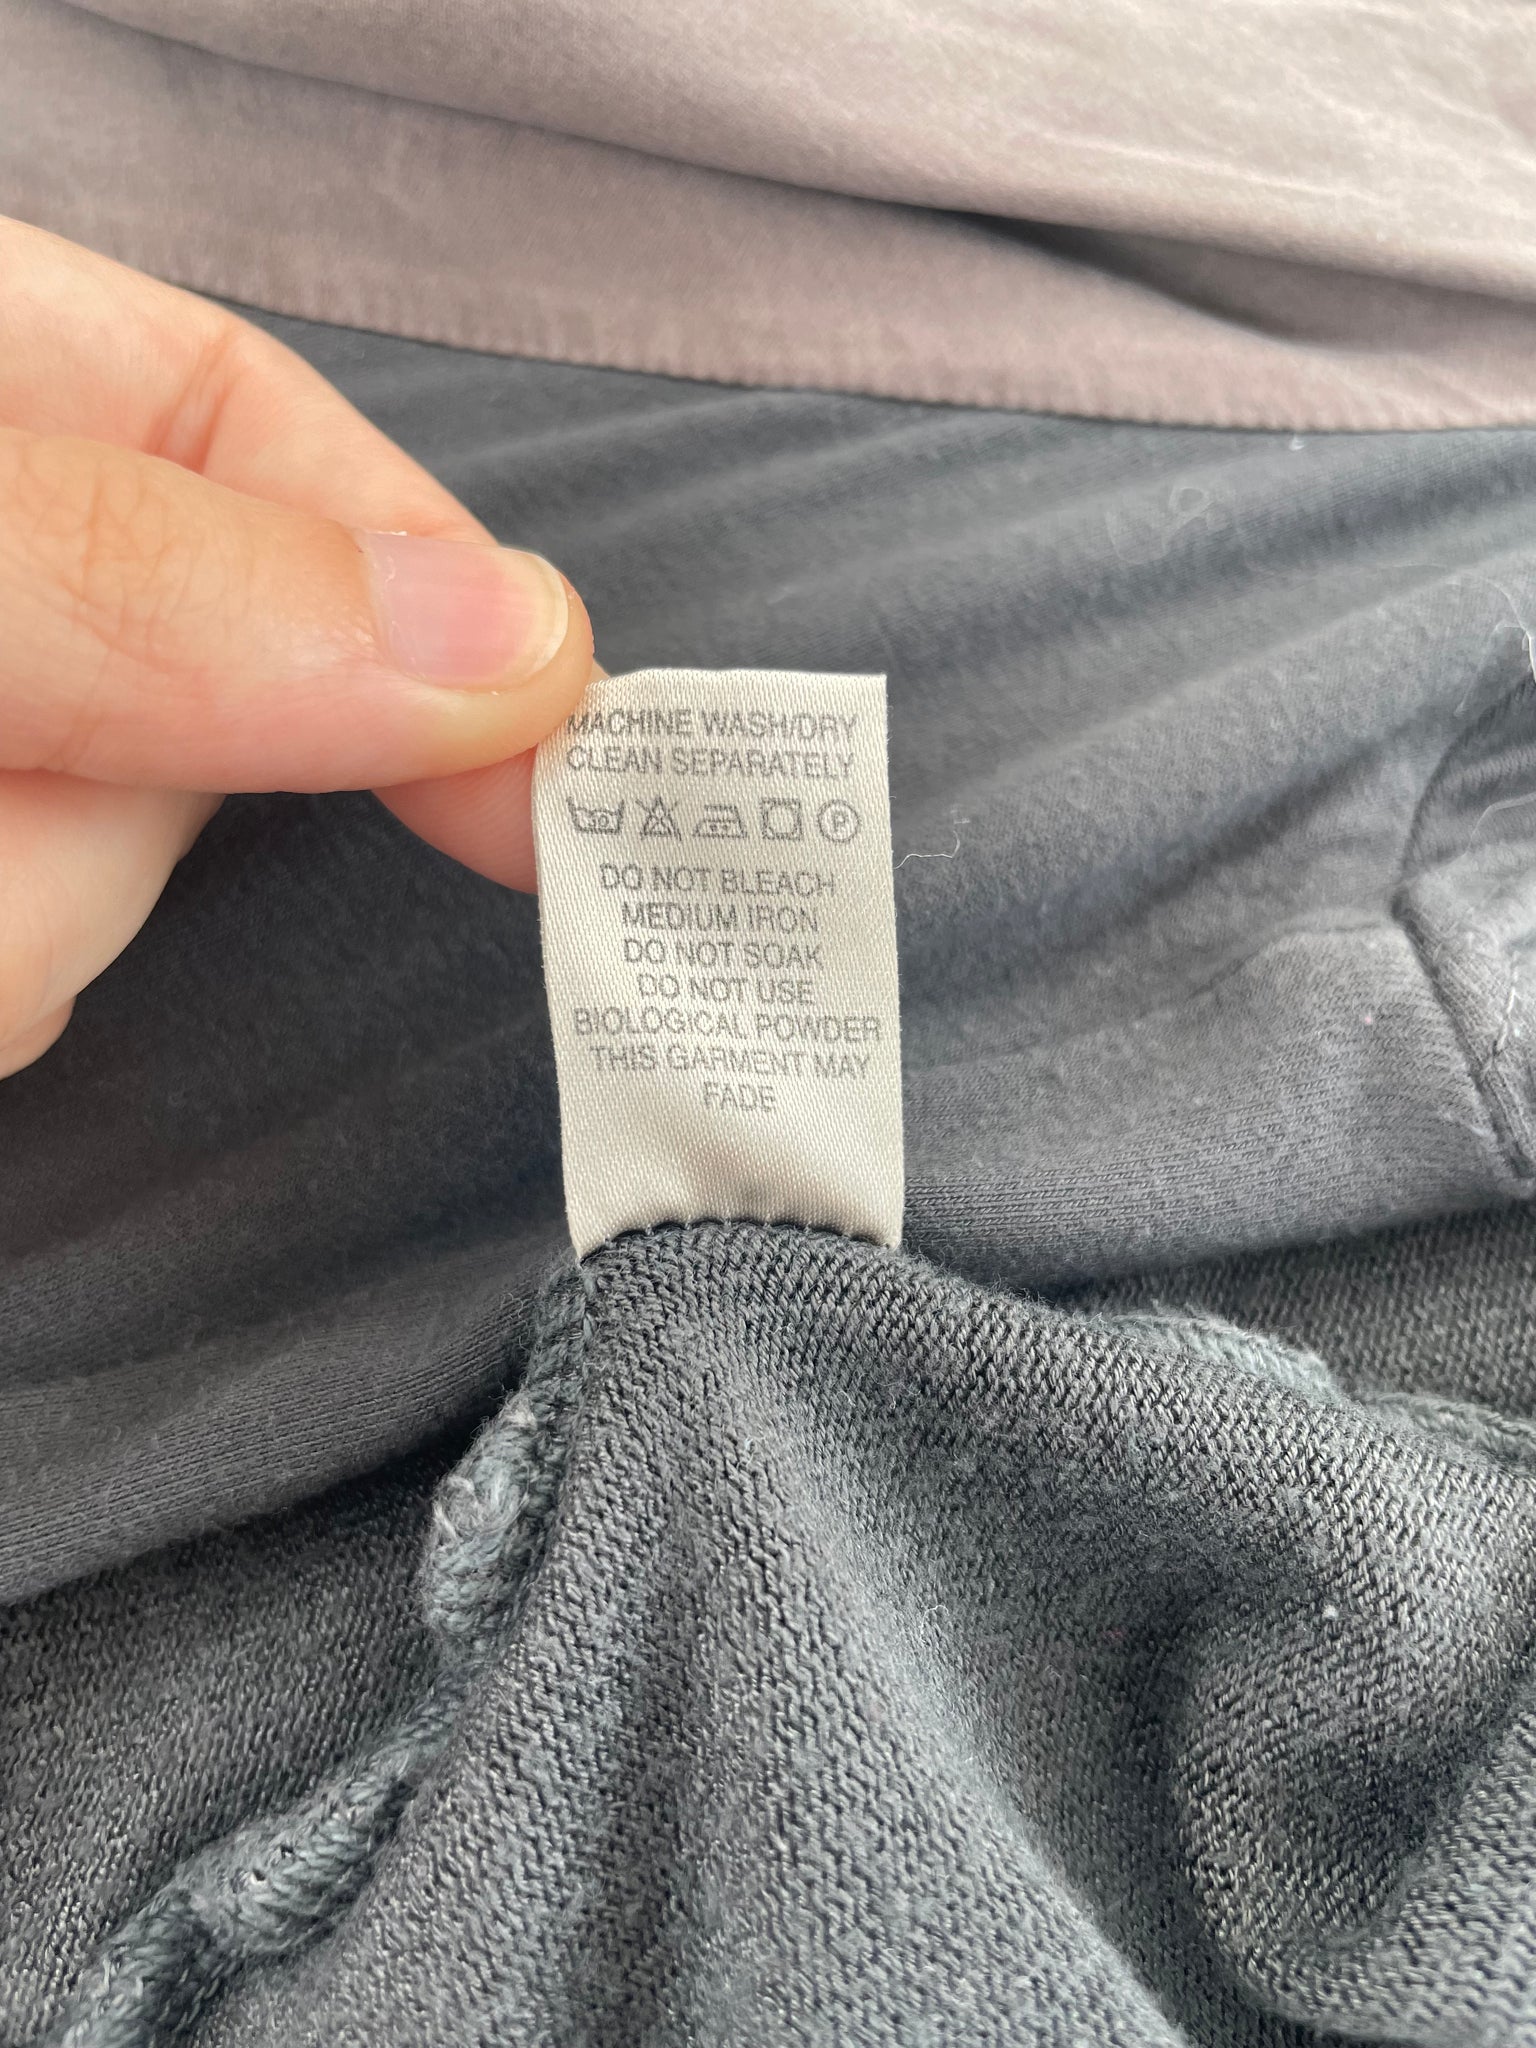 MACHINE WASH/DRY
CLEAN SEPARATELY
P
DO NOT BLEACH
MEDIUM IRON
DO NOT SOAK
DO NOT USE
BIOLOGICAL POWDER
THIS GARMENT MAY
FADE